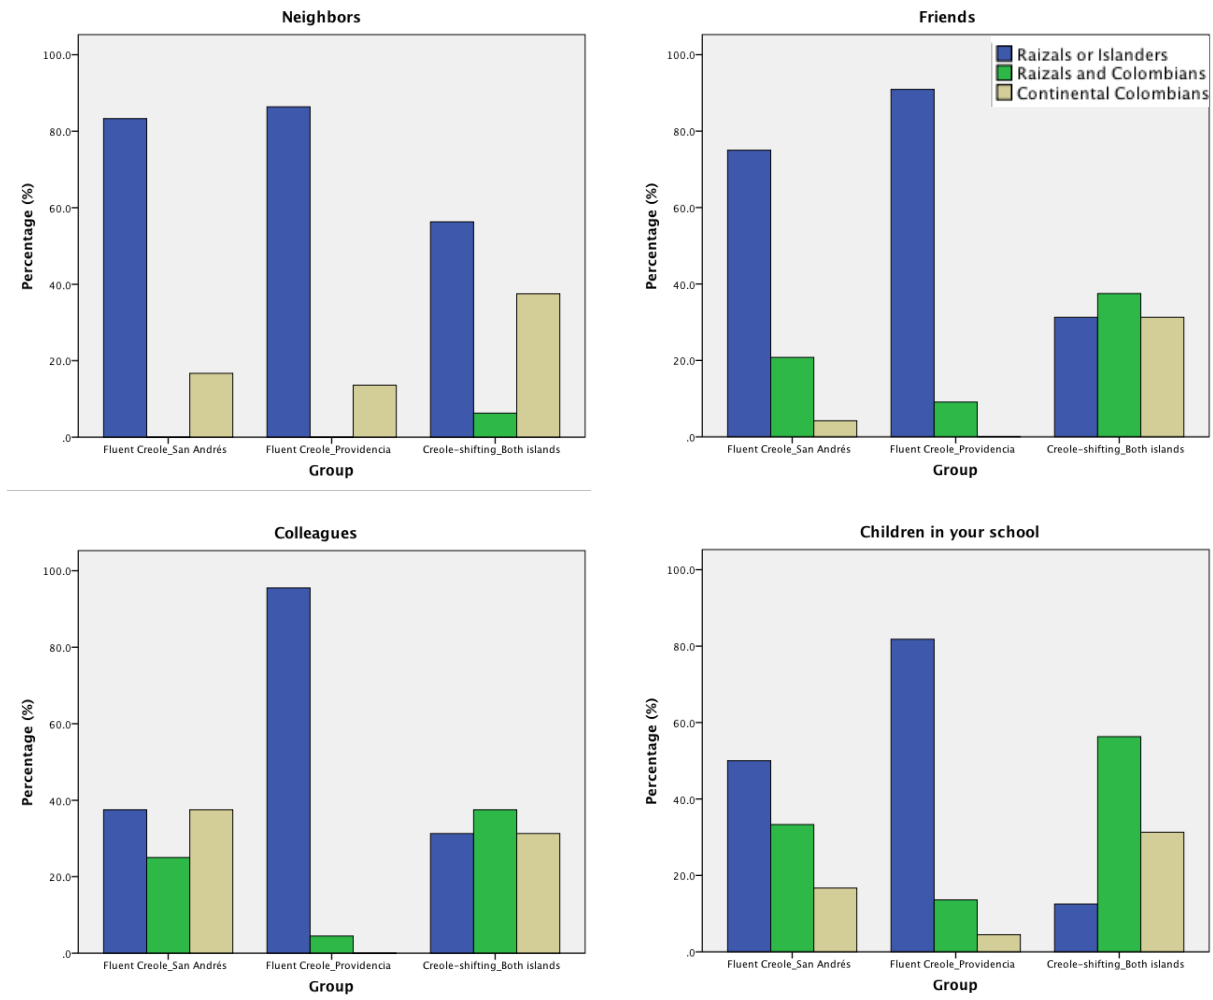 Neighbors
100.0
80.0
60.0
40.0
20.0
.0
Percentage (%)
Fluent Creole_San Andrés
Fluent Creole_Providencia
Creole-shifting_Both islands
Group
Friends
Raizals or Islanders
Raizals and Colombians
Continental Colombians
100.0
80.0
60.0
40.0
20.0
.0
Percentage (%)
Fluent Creole_San Andrés
Fluent Creole_Providencia
Creole-shifting_Both islands
Group
Colleagues
100.0
80.0
60.0
40.0
20.0
.0
Percentage (%)
Fluent Creole_San Andrés
Fluent Creole_Providencia
Creole-shifting_Both islands
Group
Children in your school
100.0
80.0
60.0
40.0
20.0
.0
Percentage (%)
Fluent Creole_San Andrés
Fluent Creole_Providencia
Creole-shifting_Both islands
Group